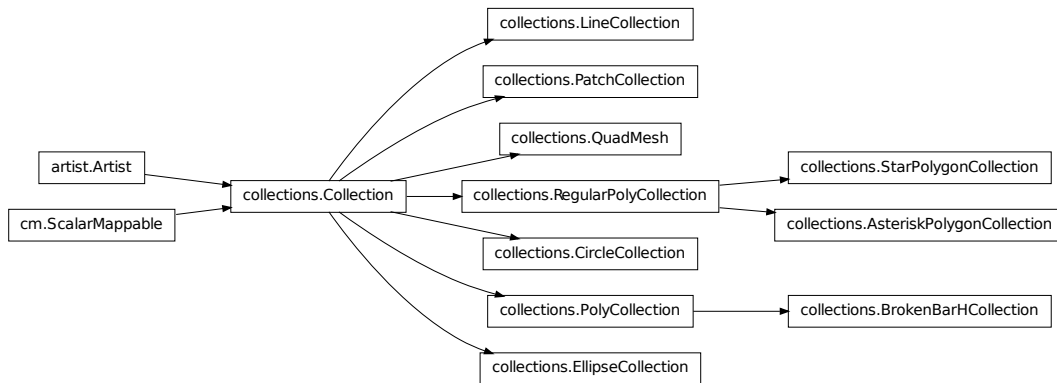 collections.LineCollection
collections.PatchCollection
collections.QuadMesh
artist.Artist
collections.StarPolygonCollection
collections.Collection
collections.RegularPolyCollection
cm.ScalarMappable
collections.AsteriskPolygonCollection
collections.CircleCollection
collections.PolyCollection
collections.BrokenBarHCollection
collections.EllipseCollection